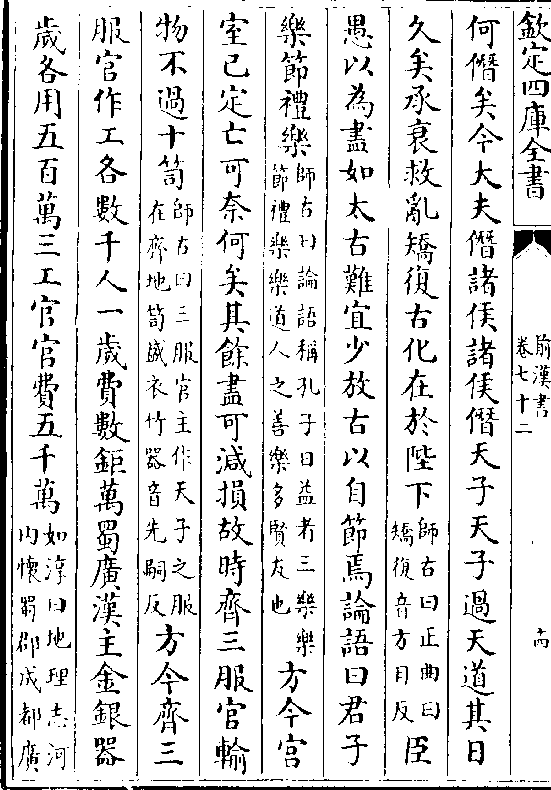 欽定四庫全書
前漢書
卷七十二
十四
何僭矣今大夫僭諸侯諸侯僭天子天子過天道其日
久矣承衰救亂矯復古化在於陛下師古曰正曲曰矯復音方目反臣
愚以為盡如太古難宜少放古以自節焉論語曰君子
樂節禮樂師古曰論語稱孔子曰益者三樂樂節禮樂樂道人之善樂多賢友也方今宮
室已定亡可奈何矣其餘盡可減損故時齊三服官輸
物不過十笥師古曰三服官主作天子之服在齊地笥盛衣竹器音先嗣反方今齊三
服官作工各數千人一歲費數鉅萬蜀廣漢主金銀器
歲各用五百萬三工官官費五千萬如淳曰地理志河內懷蜀郡成都廣